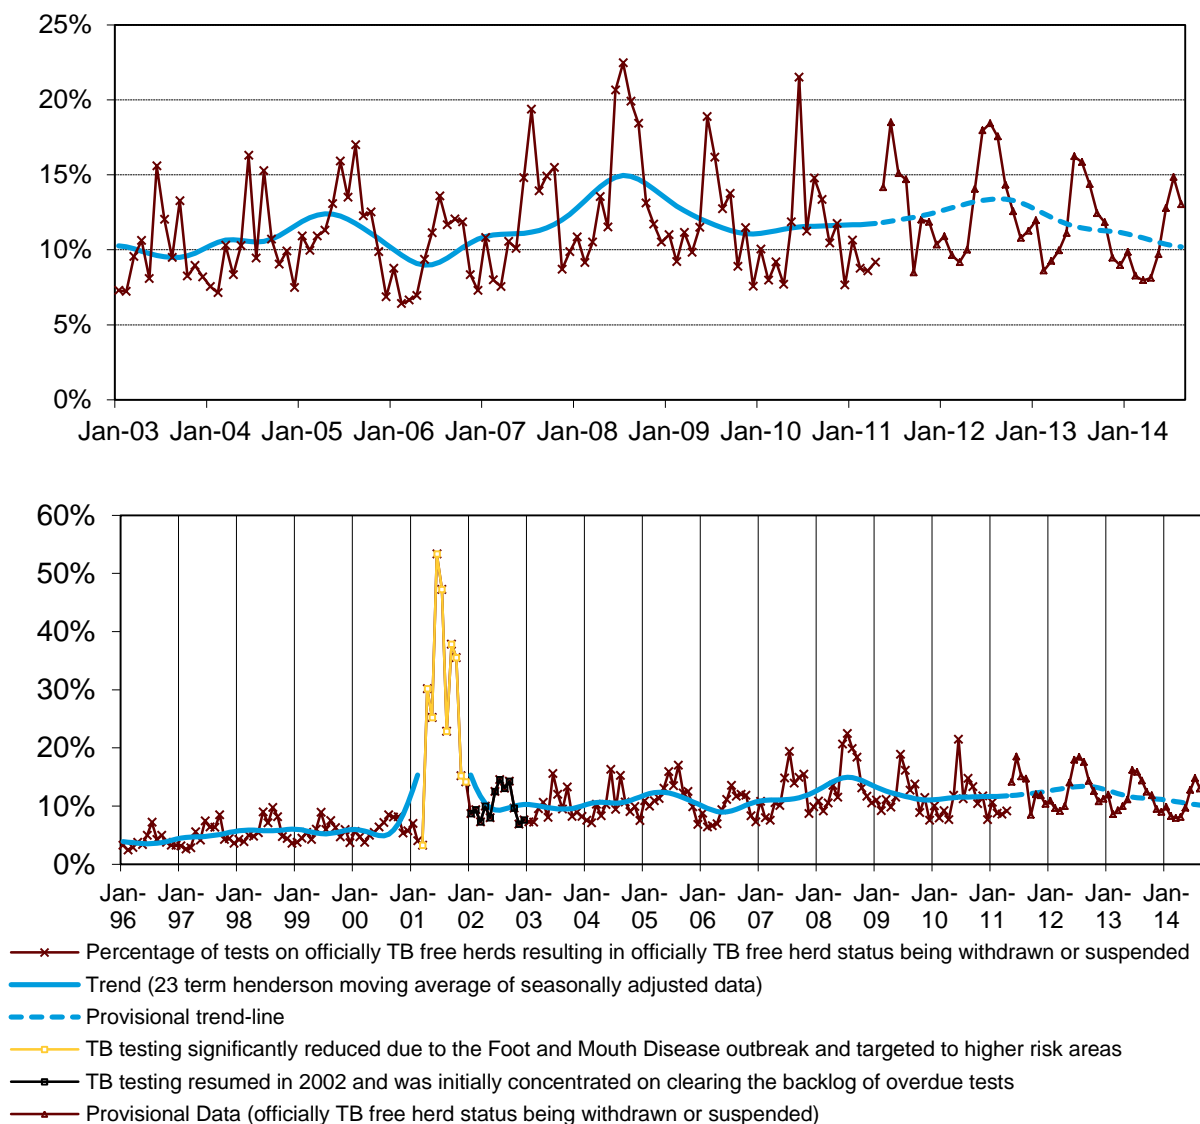 25%
20%
15%
10%
5%
0%
Jan-03 Jan-04 Jan-05 Jan-06 Jan-07 Jan-08 Jan-09 Jan-10 Jan-11 Jan-12 Jan-13 Jan-14
60%
50%
40%
30%
20%
10%
0%
Jan- Jan- Jan- Jan- Jan- Jan- Jan- Jan- Jan- Jan- Jan- Jan- Jan- Jan- Jan- Jan- Jan- Jan- Jan-
96 97 98 99 00 01 02 03 04 05 06 07 08 09 10 11 12 13 14
Percentage of tests on officially TB free herds resulting in officially TB free herd status being withdrawn or suspended
Trend (23 term henderson moving average of seasonally adjusted data)
Provisional trend-line
TB testing significantly reduced due to the Foot and Mouth Disease outbreak and targeted to higher risk areas
TB testing resumed in 2002 and was initially concentrated on clearing the backlog of overdue tests
Provisional Data (officially TB free herd status being withdrawn or suspended)